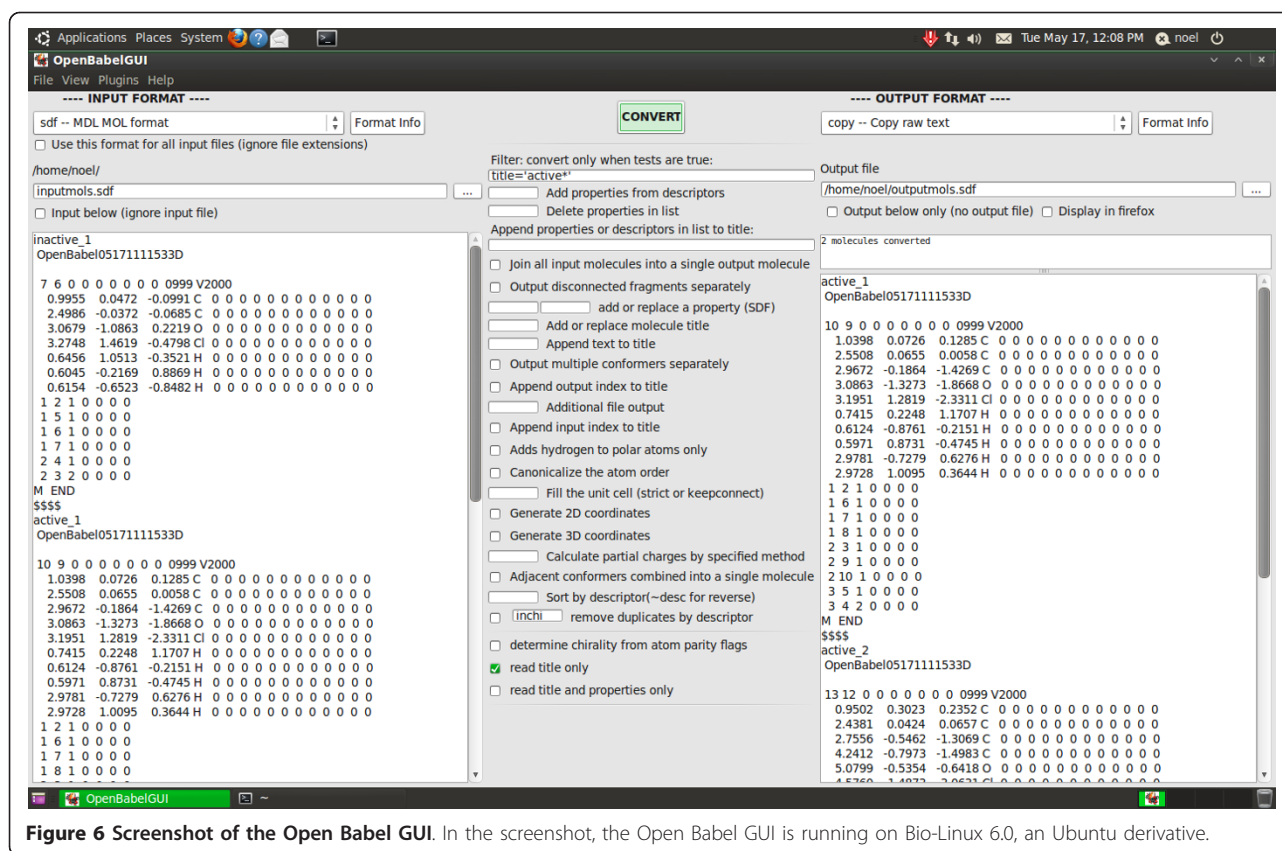 Applications Places System
Tue May 17, 12:08 PM noel
OpenBabelGUI
File View Plugins Help
---- INPUT FORMAT ----
sdf -- MDL MOL format
Format Info
Use this format for all input files (ignore file extensions)
/home/noel/
inputmols.sdf
...
Input below (ignore input file)
inactive_1
OpenBabel05171111533D
7 6 0 0 0 0 0 0 0 0999 V2000
0.9955 0.0472 -0.0991 C 0 0 0 0 0 0 0 0 0 0 0 0
2.4986 -0.0372 -0.0685 C 0 0 0 0 0 0 0 0 0 0 0 0
3.0679 -1.0863 0.2219 O 0 0 0 0 0 0 0 0 0 0 0 0
3.2748 1.4619 -0.4798 Cl 0 0 0 0 0 0 0 0 0 0 0 0
0.6456 1.0513 -0.3521 H 0 0 0 0 0 0 0 0 0 0 0 0
0.6045 -0.2169 0.8869 H 0 0 0 0 0 0 0 0 0 0 0 0
0.6154 -0.6523 -0.8482 H 0 0 0 0 0 0 0 0 0 0 0 0
1 2 1 0 0 0 0
1 5 1 0 0 0 0
1 6 1 0 0 0 0
1 7 1 0 0 0 0
2 4 1 0 0 0 0
2 3 2 0 0 0 0
M END
$$$$
active_1
OpenBabel05171111533D
10 9 0 0 0 0 0 0 0 0999 V2000
1.0398 0.0726 0.1285 C 0 0 0 0 0 0 0 0 0 0 0 0
2.5508 0.0655 0.0058 C 0 0 0 0 0 0 0 0 0 0 0 0
2.9672 -0.1864 -1.4269 C 0 0 0 0 0 0 0 0 0 0 0 0
3.0863 -1.3273 -1.8668 O 0 0 0 0 0 0 0 0 0 0 0 0
3.1951 1.2819 -2.3311 Cl 0 0 0 0 0 0 0 0 0 0 0 0
0.7415 0.2248 1.1707 H 0 0 0 0 0 0 0 0 0 0 0 0
0.6124 -0.8761 -0.2151 H 0 0 0 0 0 0 0 0 0 0 0 0
0.5971 0.8731 -0.4745 H 0 0 0 0 0 0 0 0 0 0 0 0
2.9781 -0.7279 0.6276 H 0 0 0 0 0 0 0 0 0 0 0 0
2.9728 1.0095 0.3644 H 0 0 0 0 0 0 0 0 0 0 0 0
1 2 1 0 0 0 0
1 6 1 0 0 0 0
1 7 1 0 0 0 0
1 8 1 0 0 0 0
CONVERT
Filter: convert only when tests are true:
title='active*'
Add properties from descriptors
Delete properties in list
Append properties or descriptors in list to title:
Join all input molecules into a single output molecule
Output disconnected fragments separately
add or replace a property (SDF)
Add or replace molecule title
Append text to title
Output multiple conformers separately
Append output index to title
Additional file output
Append input index to title
Adds hydrogen to polar atoms only
Canonicalize the atom order
Fill the unit cell (strict or keepconnect)
Generate 2D coordinates
Generate 3D coordinates
Calculate partial charges by specified method
Adjacent conformers combined into a single molecule
Sort by descriptor(~desc for reverse)
inchi remove duplicates by descriptor
determine chirality from atom parity flags
read title only
read title and properties only
---- OUTPUT FORMAT ----
copy -- Copy raw text
Format Info
Output file
/home/noel/outputmols.sdf
...
Output below only (no output file) Display in firefox
2 molecules converted
active_1
OpenBabel05171111533D
10 9 0 0 0 0 0 0 0 0999 V2000
1.0398 0.0726 0.1285 C 0 0 0 0 0 0 0 0 0 0 0 0
2.5508 0.0655 0.0058 C 0 0 0 0 0 0 0 0 0 0 0 0
2.9672 -0.1864 -1.4269 C 0 0 0 0 0 0 0 0 0 0 0 0
3.0863 -1.3273 -1.8668 O 0 0 0 0 0 0 0 0 0 0 0 0
3.1951 1.2819 -2.3311 Cl 0 0 0 0 0 0 0 0 0 0 0 0
0.7415 0.2248 1.1707 H 0 0 0 0 0 0 0 0 0 0 0 0
0.6124 -0.8761 -0.2151 H 0 0 0 0 0 0 0 0 0 0 0 0
0.5971 0.8731 -0.4745 H 0 0 0 0 0 0 0 0 0 0 0 0
2.9781 -0.7279 0.6276 H 0 0 0 0 0 0 0 0 0 0 0 0
2.9728 1.0095 0.3644 H 0 0 0 0 0 0 0 0 0 0 0 0
1 2 1 0 0 0 0
1 6 1 0 0 0 0
1 7 1 0 0 0 0
1 8 1 0 0 0 0
2 3 1 0 0 0 0
2 9 1 0 0 0 0
2 10 1 0 0 0 0
3 5 1 0 0 0 0
3 4 2 0 0 0 0
M END
$$$$
active_2
OpenBabel05171111533D
13 12 0 0 0 0 0 0 0 0999 V2000
0.9502 0.3023 0.2352 C 0 0 0 0 0 0 0 0 0 0 0 0
2.4381 0.0424 0.0657 C 0 0 0 0 0 0 0 0 0 0 0 0
2.7556 -0.5462 -1.3069 C 0 0 0 0 0 0 0 0 0 0 0 0
4.2412 -0.7973 -1.4983 C 0 0 0 0 0 0 0 0 0 0 0 0
5.0799 -0.5354 -0.6418 O 0 0 0 0 0 0 0 0 0 0 0 0
OpenBabelGUI
~
Figure 6 Screenshot of the Open Babel GUI. In the screenshot, the Open Babel GUI is running on Bio-Linux 6.0, an Ubuntu derivative.